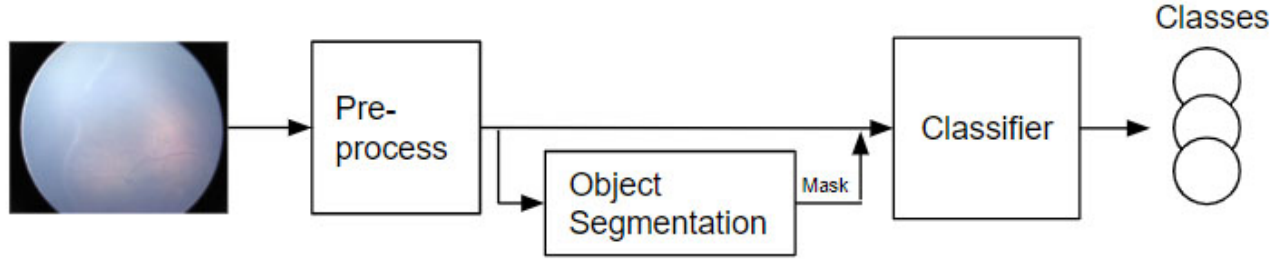 Classes
Pre-
process
Classifier
Object
Segmentation
Mask